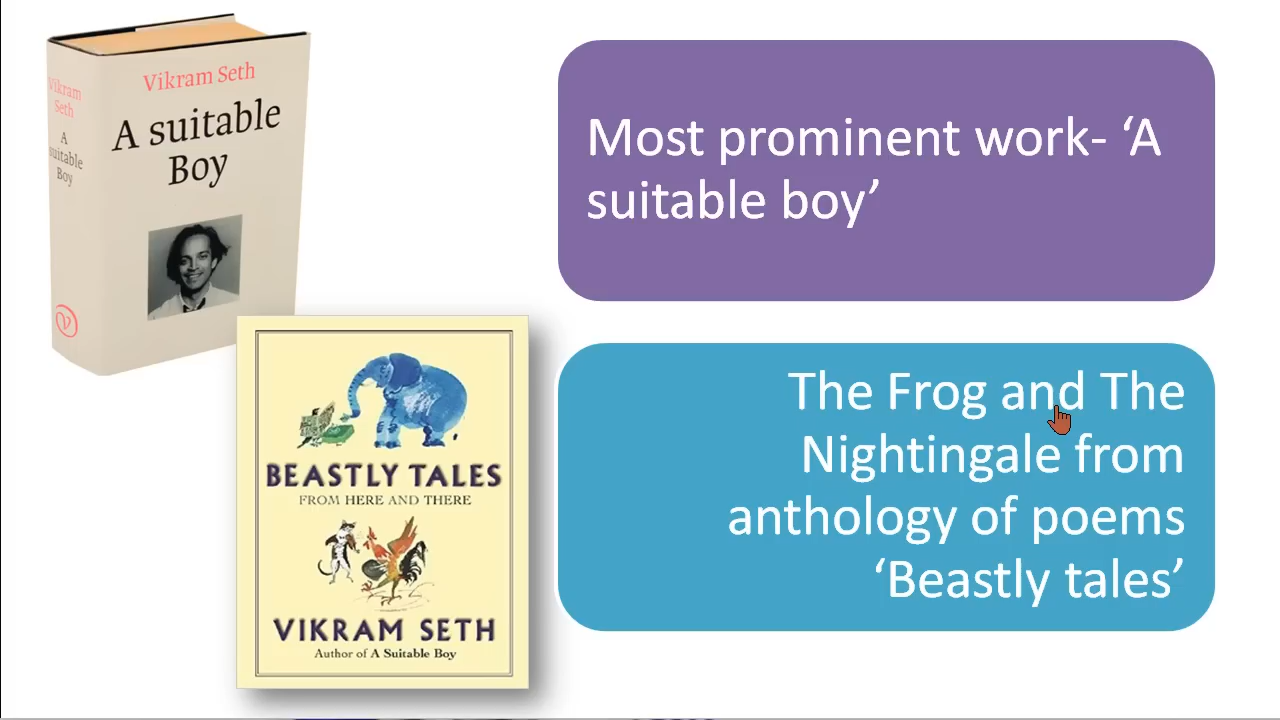 Vikram Seth
A suitable
Boy
Vikram
Seth
A
suitable
Boy
BEASTLY TALES
FROM HERE AND THERE
VIKRAM SETH
Author of A Suitable Boy
Most prominent work- ‘A
suitable boy’
The Frog and The
Nightingale from
anthology of poems
‘Beastly tales’